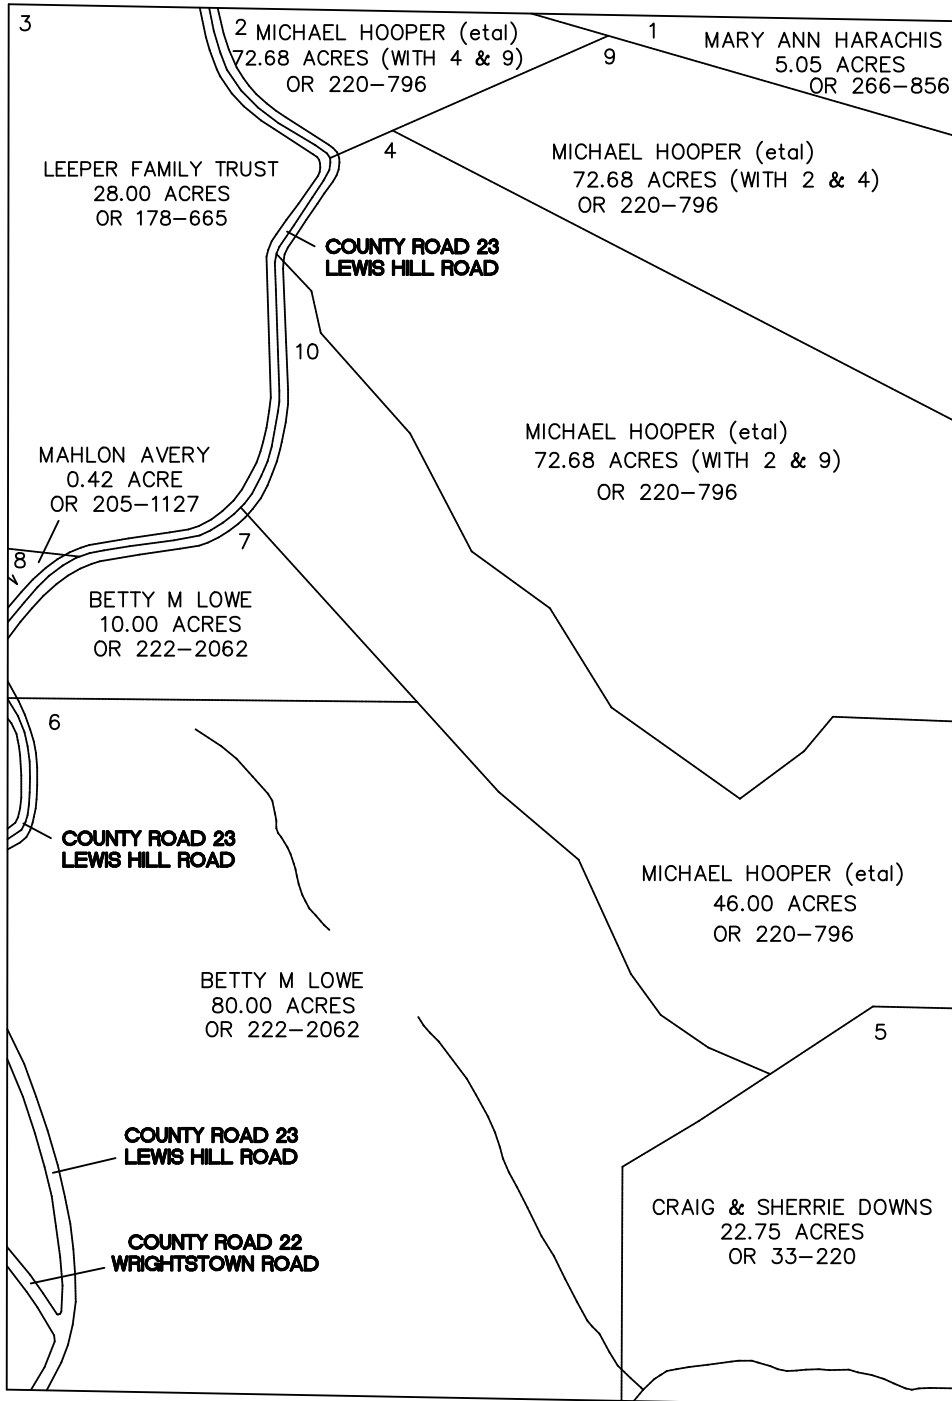 3
2
MICHAEL HOOPER (etal)
72.68 ACRES (WITH 4 & 9)
OR 220-796
1
MARY ANN HARACHIS
5.05 ACRES
OR 266-856
9
4
MICHAEL HOOPER (etal)
72.68 ACRES (WITH 2 & 4)
OR 220-796
LEEPER FAMILY TRUST
28.00 ACRES
OR 178-665
COUNTY ROAD 23
LEWIS HILL ROAD
10
MICHAEL HOOPER (etal)
72.68 ACRES (WITH 2 & 9)
OR 220-796
MAHLON AVERY
0.42 ACRE
OR 205-1127
8
7
BETTY M LOWE
10.00 ACRES
OR 222-2062
6
COUNTY ROAD 23
LEWIS HILL ROAD
MICHAEL HOOPER (etal)
46.00 ACRES
OR 220-796
BETTY M LOWE
80.00 ACRES
OR 222-2062
5
COUNTY ROAD 23
LEWIS HILL ROAD
CRAIG & SHERRIE DOWNS
22.75 ACRES
OR 33-220
COUNTY ROAD 22
WRIGHTSTOWN ROAD